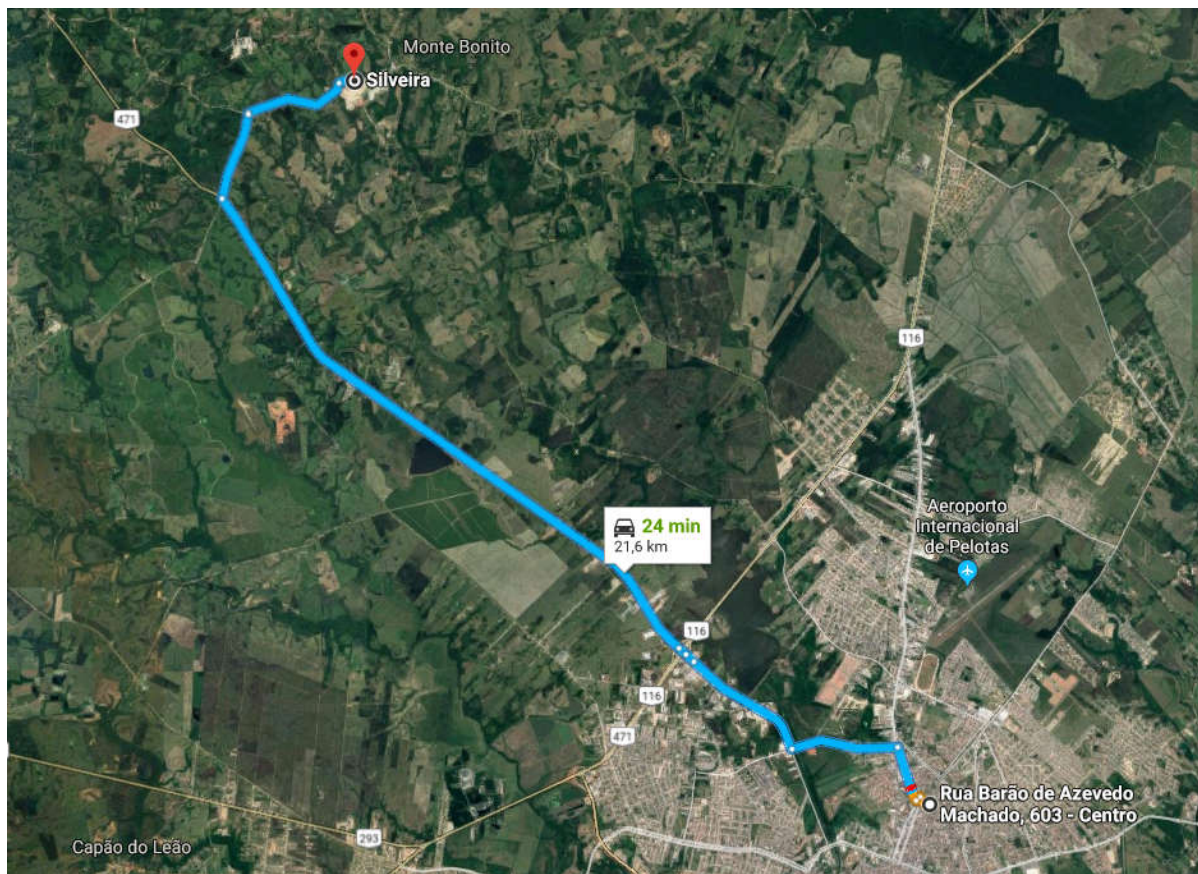 Monte Bonito
Silveira
471
116
24 min
21,6 km
Aeroporto
Internacional
de Pelotas
116
116
471
Rua Barão de Azevedo
Machado, 603 - Centro
293
Capão do Leão